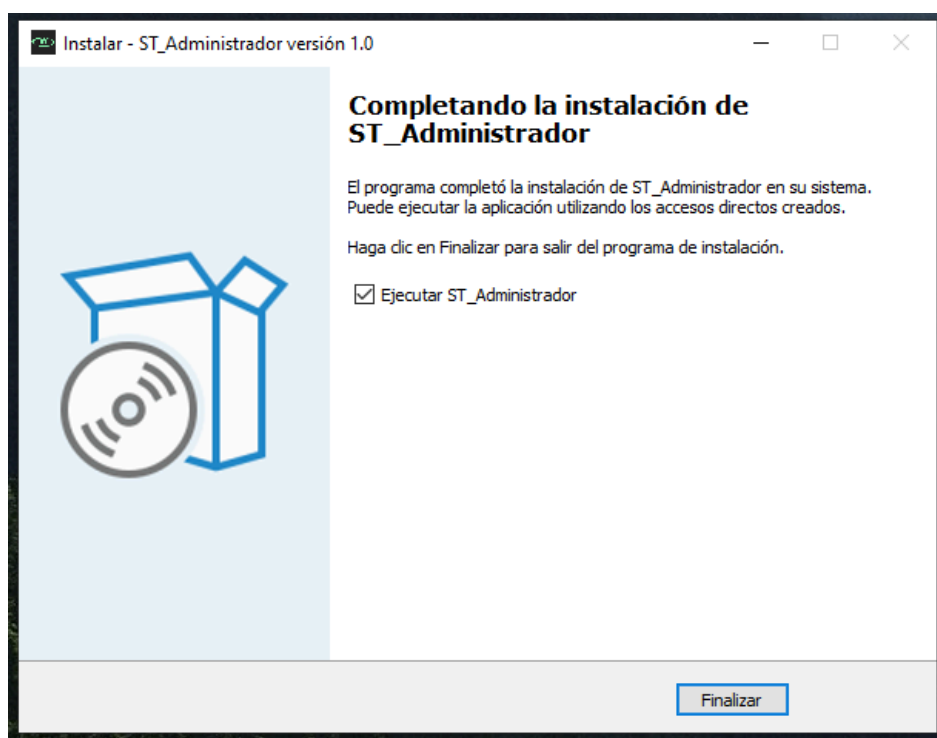 Instalar - ST_Administrador versión 1.0
Completando la instalación de
ST_Administrador
El programa completó la instalación de ST_Administrador en su sistema.
Puede ejecutar la aplicación utilizando los accesos directos creados.
Haga clic en Finalizar para salir del programa de instalación.
Ejecutar ST_Administrador
Finalizar